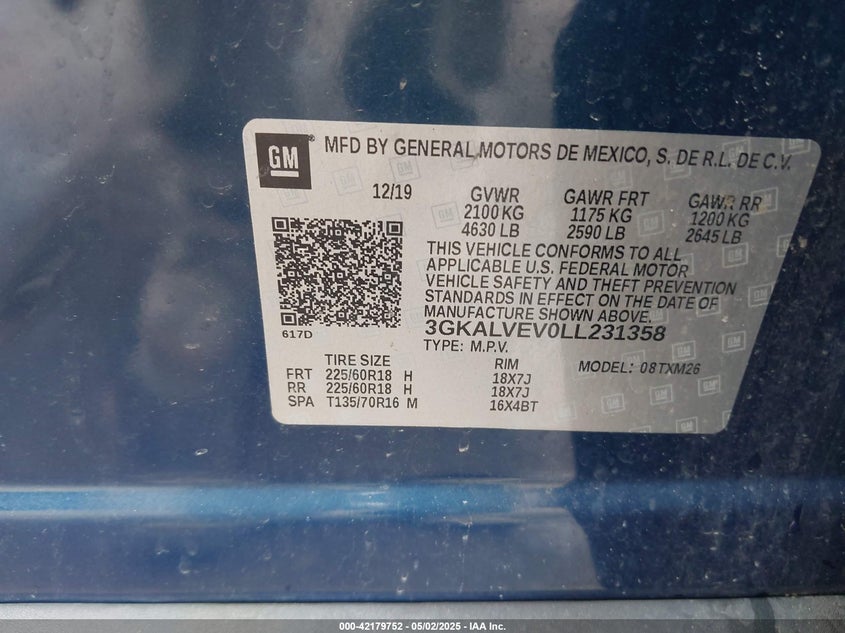 GM ® MFD BY GENERAL MOTORS DE MEXICO, S. DE R.L. DE C.V.
12/19 GVWR GAWR FRT GAWR RR
2100 KG 1175 KG 1200 KG
4630 LB 2590 LB 2645 LB
THIS VEHICLE CONFORMS TO ALL
APPLICABLE U.S. FEDERAL MOTOR
VEHICLE SAFETY AND THEFT PREVENTION
STANDARDS IN EFFECT ON THE DATE OF
MANUFACTURE SHOWN ABOVE.
617D 3GKALVEV0LL231358
TYPE: M.P.V.
TIRE SIZE RIM MODEL: 08TXM26
FRT 225/60R18 H 18X7J
RR 225/60R18 H 18X7J
SPA T135/70R16 M 16X4BT
000-42179752 - 05/02/2025 - IAA Inc.